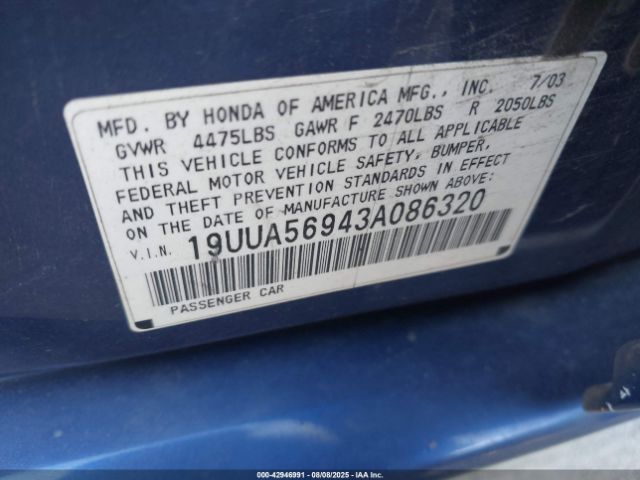 MFD. BY HONDA OF AMERICA MFG., INC. 7/03
GVWR 4475LBS GAWR F 2470LBS R 2050LBS
THIS VEHICLE CONFORMS TO ALL APPLICABLE
FEDERAL MOTOR VEHICLE SAFETY, BUMPER,
AND THEFT PREVENTION STANDARDS IN EFFECT
ON THE DATE OF MANUFACTURE SHOWN ABOVE:
V.I.N. 19UUA56943A086320
PASSENGER CAR
000-42946991 - 08/08/2025 - IAAI.COM